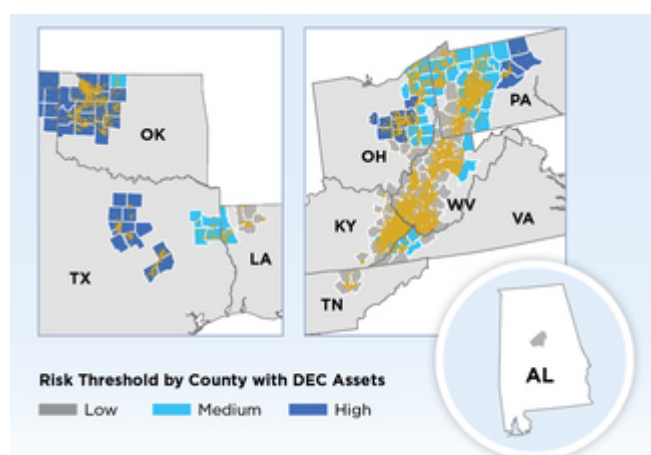 OK
TX
LA
PA
OH
WV
KY
VA
TN
AL
Risk Threshold by County with DEC Assets
Low Medium High